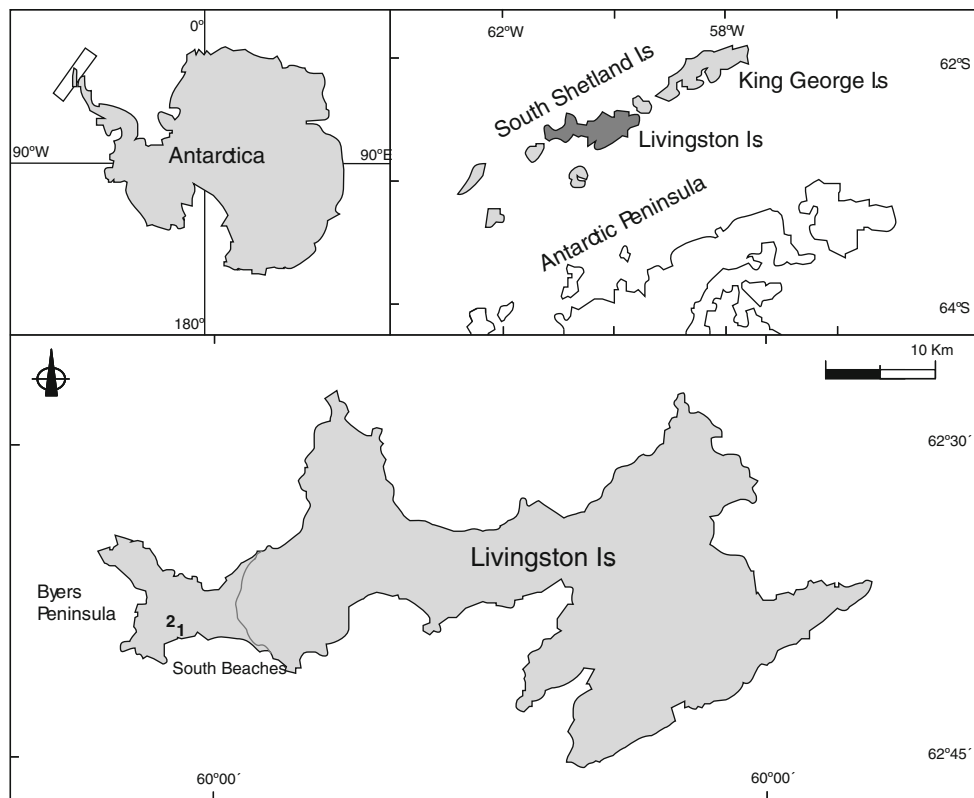 0º
90ºW
Antarctica
90ºE
180º
62ºW
58ºW
62ºS
South Shetland Is
King George Is
Livingston Is
Antarctic Peninsula
64ºS
10 Km
62º30´
Livingston Is
Byers
Peninsula
2
1
South Beaches
62º45´
60º00´
60º00´